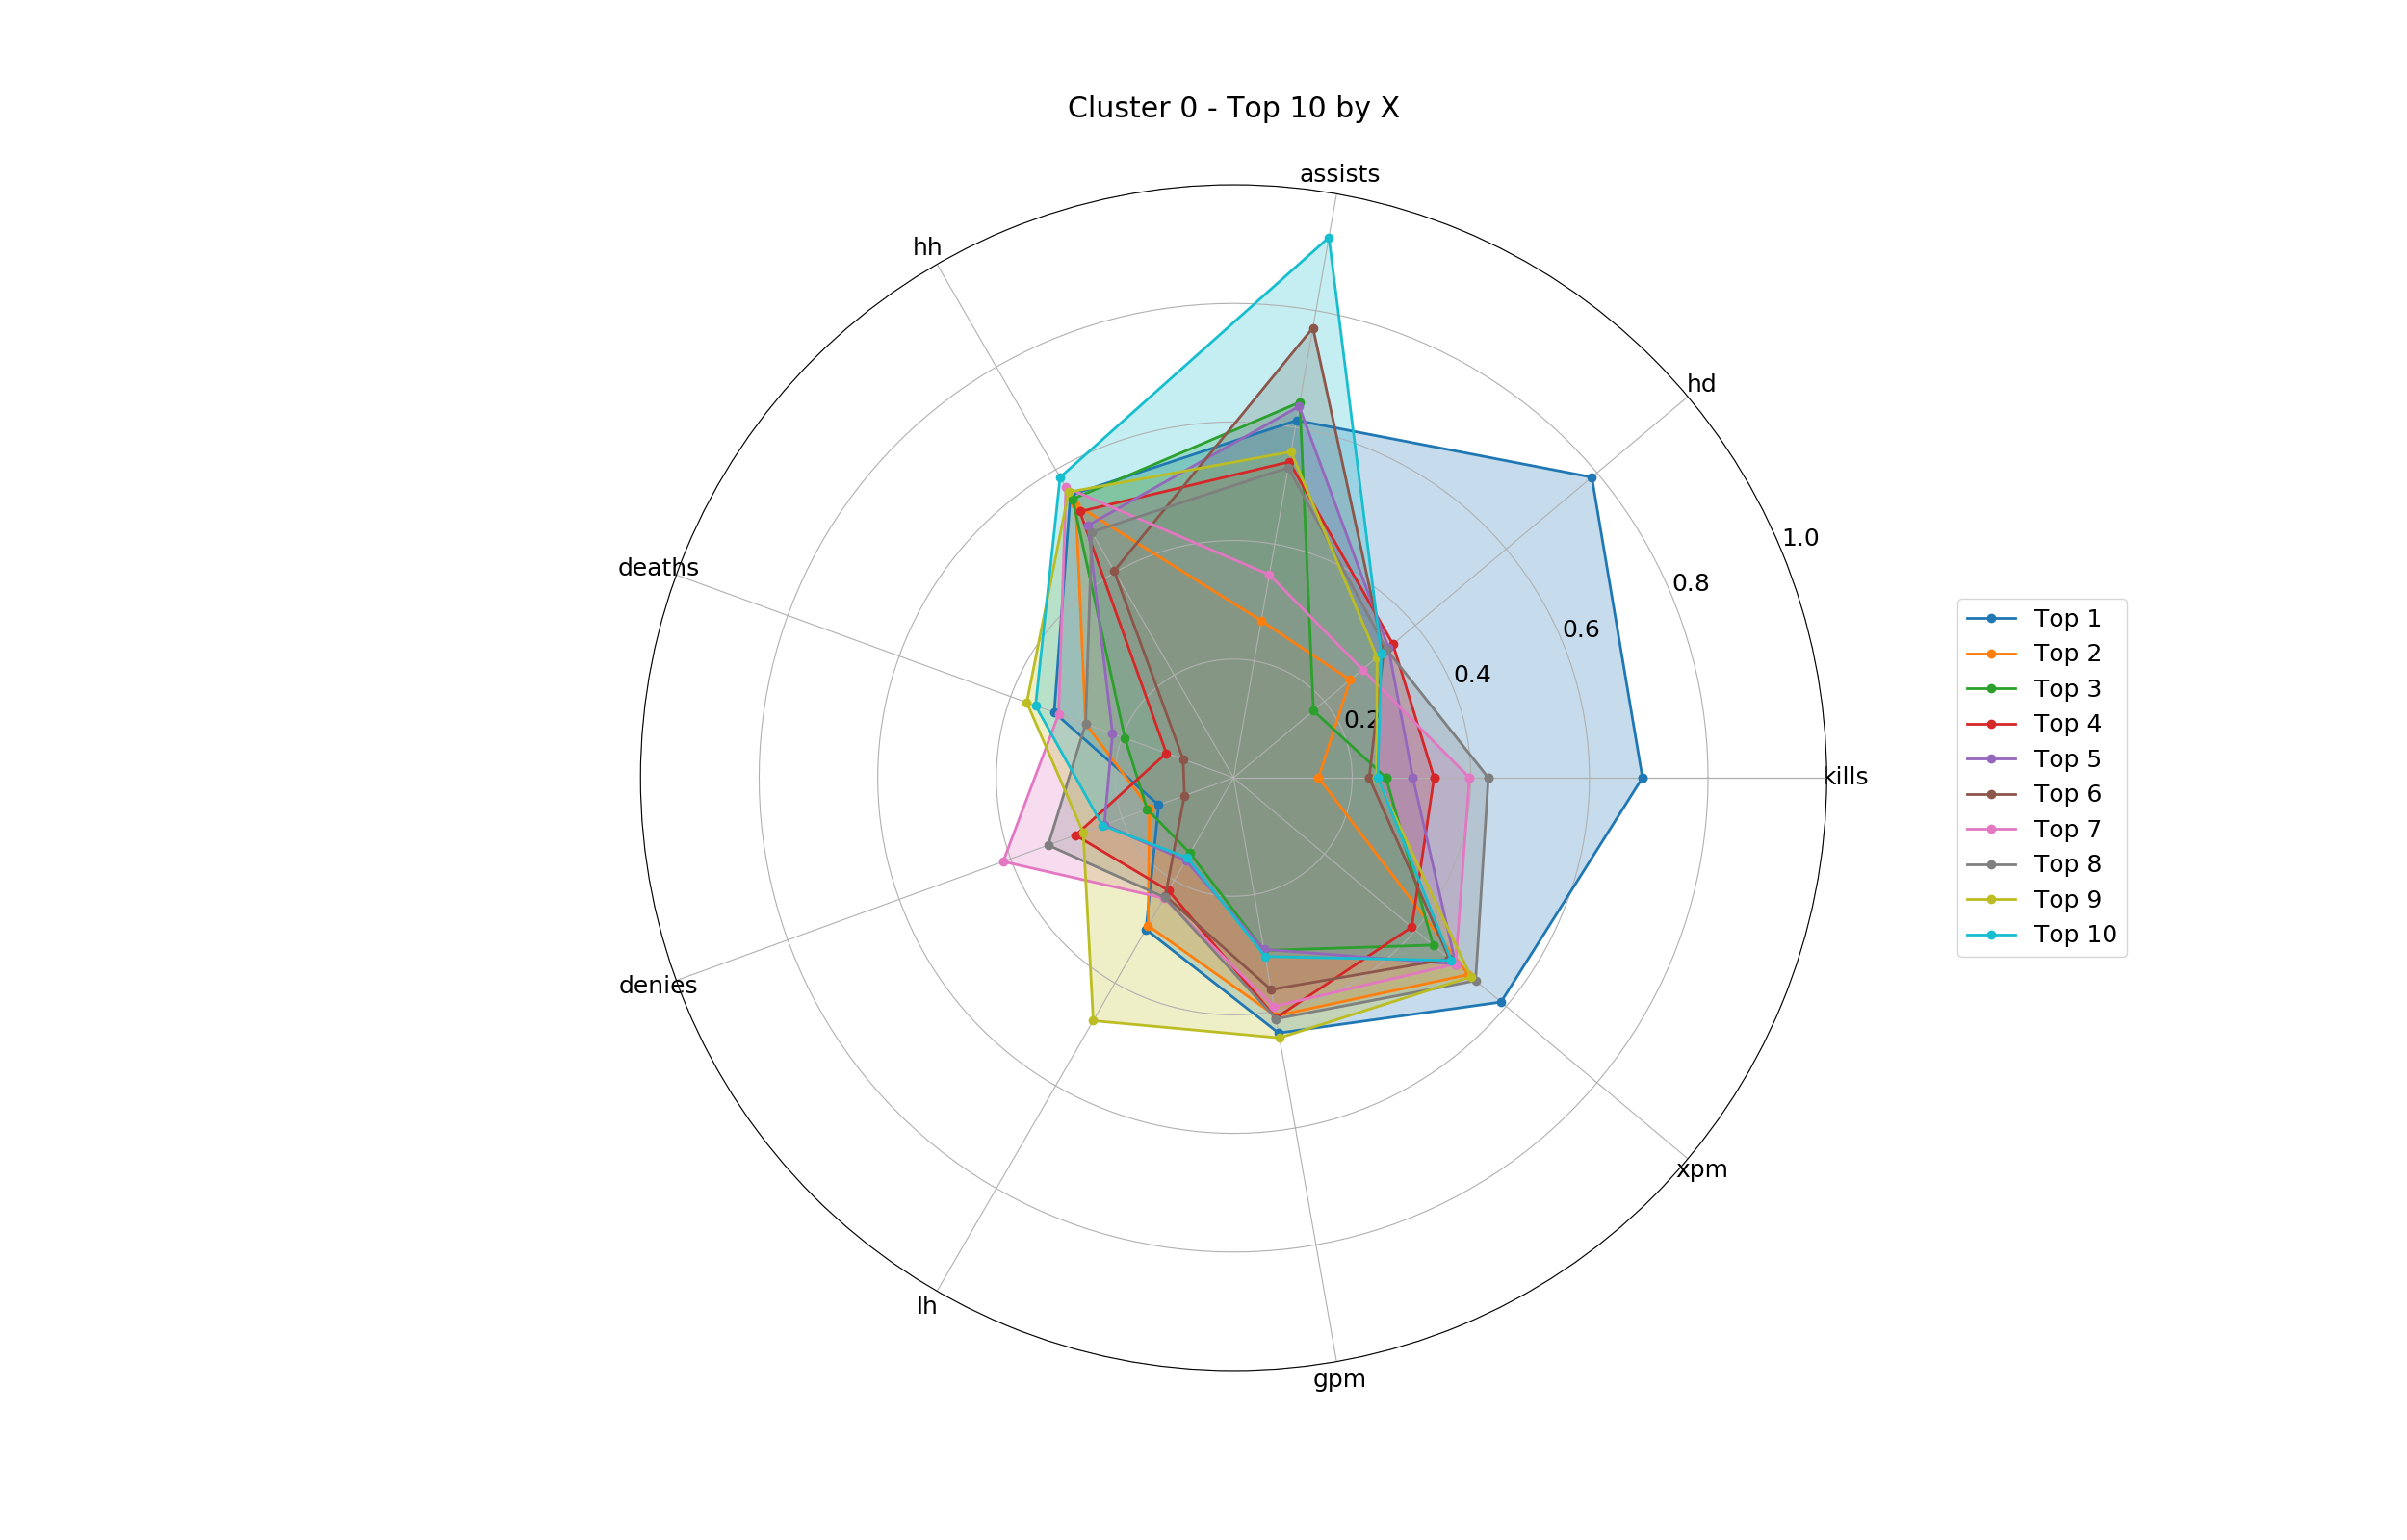 Cluster 0 - Top 10 by X
assists
hh
hd
1.0
deaths
0.8
0.6
0.4
0.2
kills
denies
xpm
lh
gpm
Top 1
Top 2
Top 3
Top 4
Top 5
Top 6
Top 7
Top 8
Top 9
Top 10